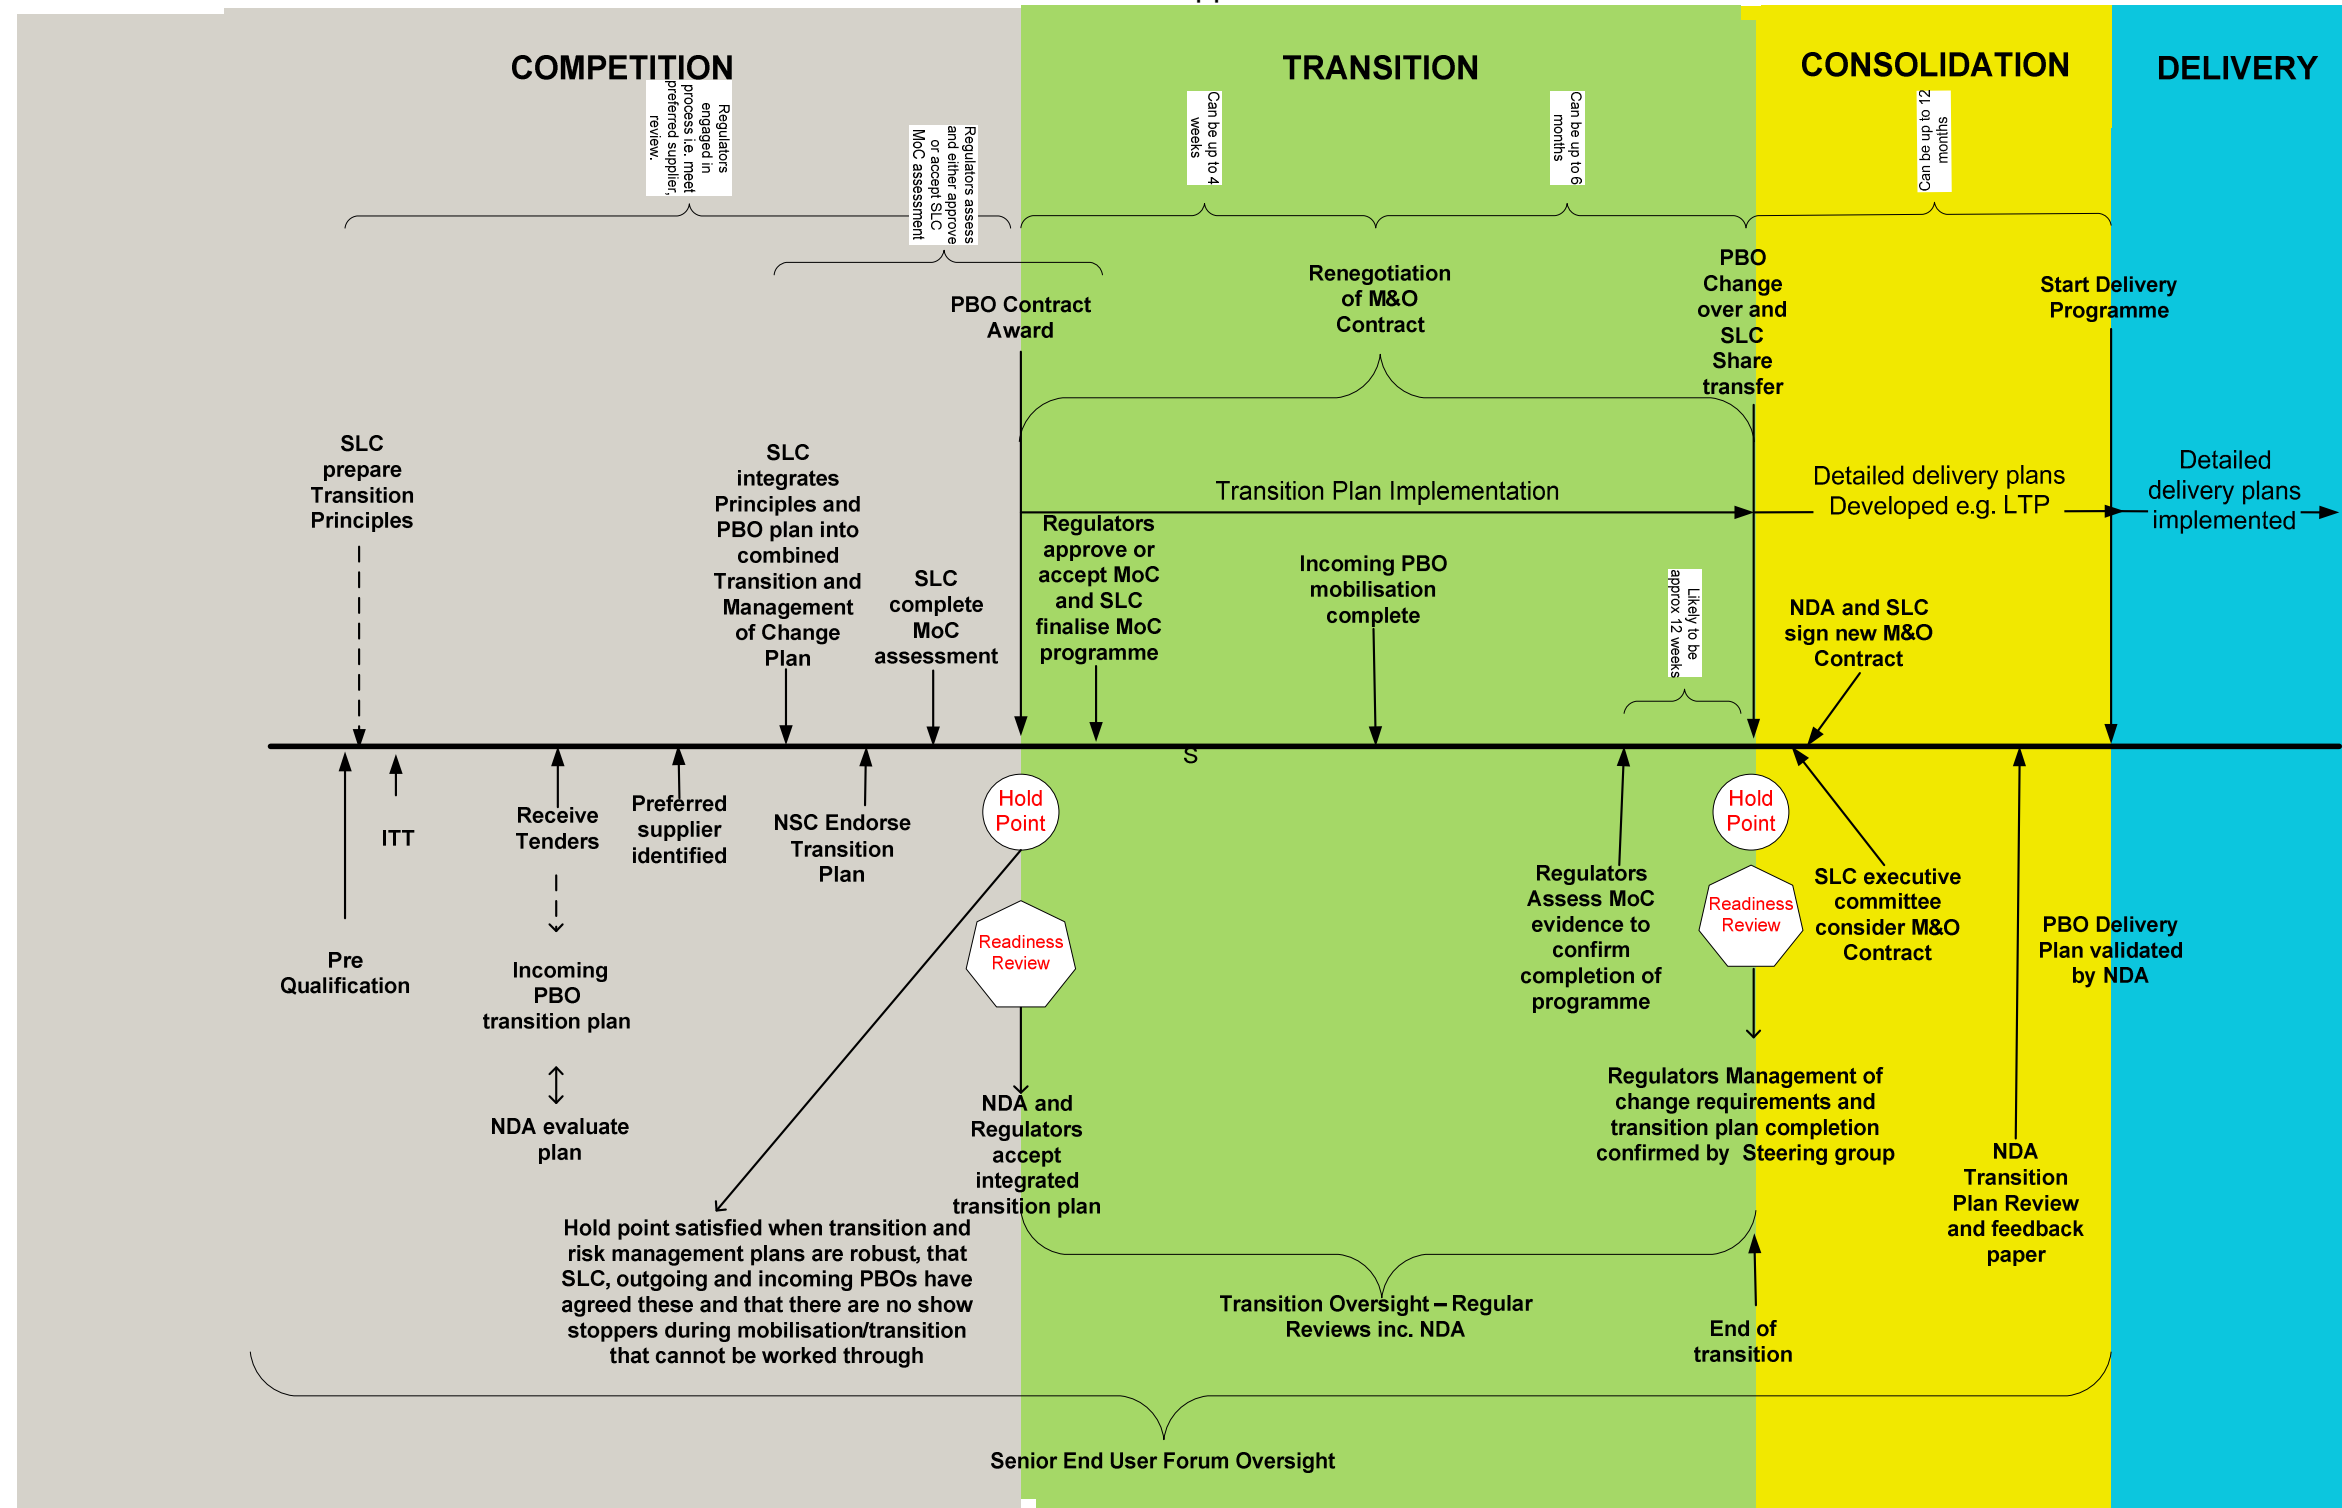 COMPETITION
TRANSITION
CONSOLIDATION
DELIVERY
Regulators
engaged in
process i.e. meet
preferred supplier,
review.
Regulators assess
and either approve
or accept SLC
MoC assessment
Can be up to 4
weeks
Can be up to 6
months
Can be up to 12
months
PBO Contract
Award
Renegotiation
of M&O
Contract
PBO
Change
over and
SLC
Share
transfer
Start Delivery
Programme
SLC
prepare
Transition
Principles
SLC
integrates
Principles and
PBO plan into
combined
Transition and
Management
of Change
Plan
SLC
complete
MoC
assessment
Transition Plan Implementation
Regulators
approve or
accept MoC
and SLC
finalise MoC
programme
Incoming PBO
mobilisation
complete
Likely to be
approx 12 weeks
Detailed delivery plans
Developed e.g. LTP
Detailed
delivery plans
implemented
NDA and SLC
sign new M&O
Contract
S
Pre
Qualification
ITT
Receive
Tenders
Preferred
supplier
identified
NSC Endorse
Transition
Plan
Hold
Point
Hold
Point
Incoming
PBO
transition plan
NDA evaluate
plan
Readiness
Review
Readiness
Review
Regulators
Assess MoC
evidence to
confirm
completion of
programme
SLC executive
committee
consider M&O
Contract
PBO Delivery
Plan validated
by NDA
NDA and
Regulators
accept
integrated
transition plan
Regulators Management of
change requirements and
transition plan completion
confirmed by Steering group
NDA
Transition
Plan Review
and feedback
paper
Hold point satisfied when transition and
risk management plans are robust, that
SLC, outgoing and incoming PBOs have
agreed these and that there are no show
stoppers during mobilisation/transition
that cannot be worked through
Transition Oversight – Regular
Reviews inc. NDA
End of
transition
Senior End User Forum Oversight